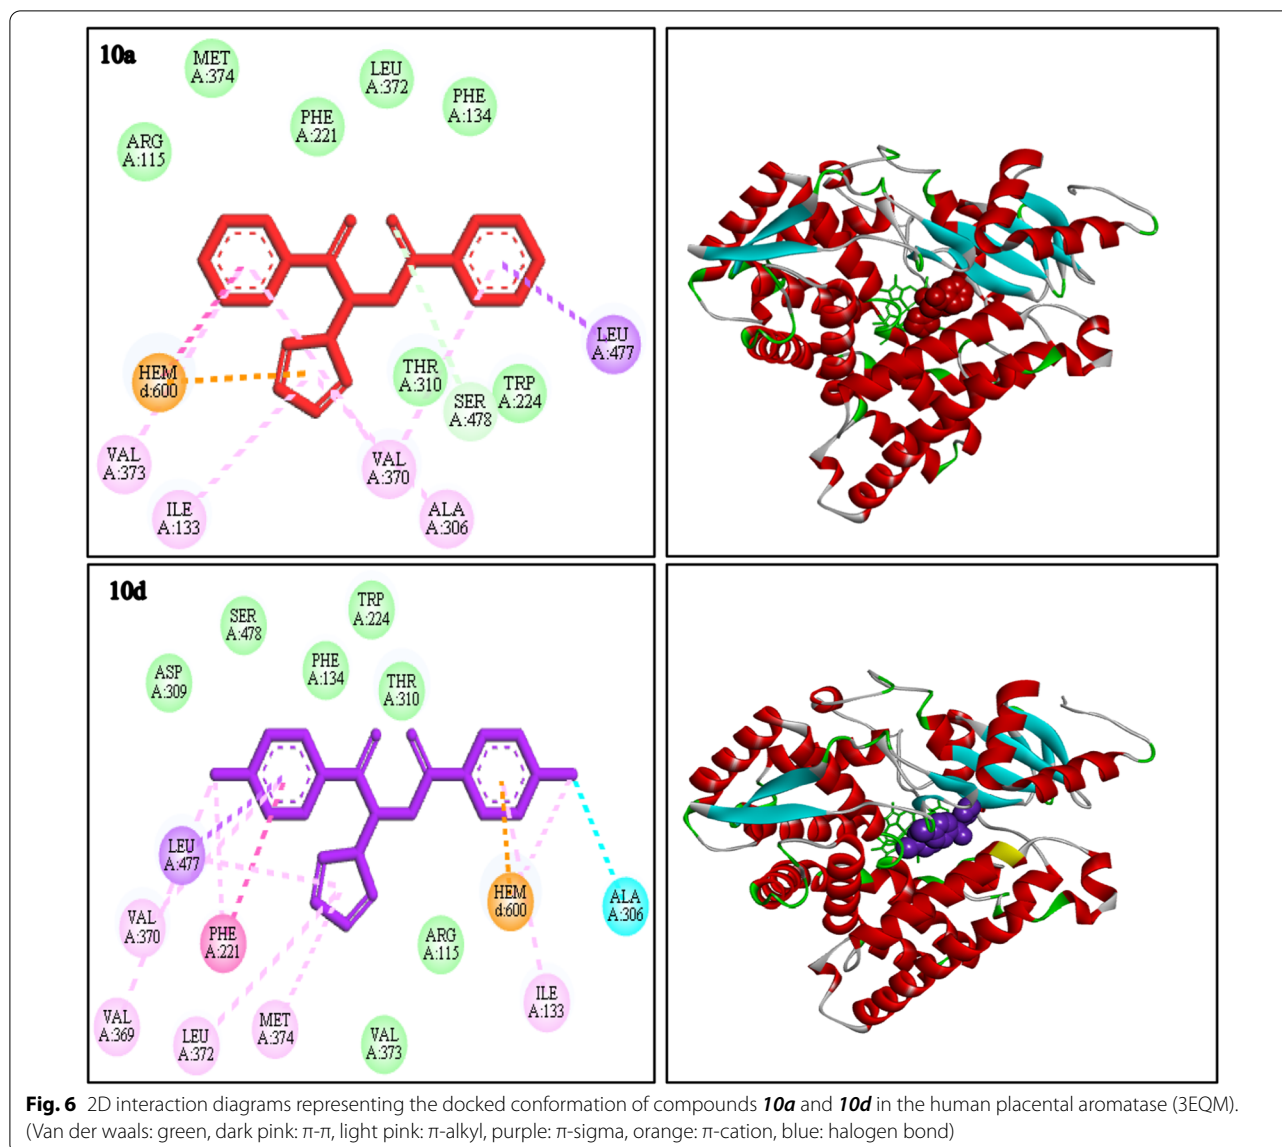 10a
MET
A:374
LEU
A:372
PHE
A:134
PHE
A:221
ARG
A:115
LEU
A:477
HEM
d:600
THR
A:310
TRP
A:224
SER
A:478
VAL
A:373
VAL
A:370
ILE
A:133
ALA
A:306
10d
TRP
A:224
SER
A:478
PHE
A:134
ASP
A:309
THR
A:310
LEU
A:477
HEM
d:600
ALA
A:306
VAL
A:370
PHE
A:221
ARG
A:115
ILE
A:133
VAL
A:369
LEU
A:372
MET
A:374
VAL
A:373
Fig. 6 2D interaction diagrams representing the docked conformation of compounds 10a and 10d in the human placental aromatase (3EQM).
(Van der waals: green, dark pink: π-π, light pink: π-alkyl, purple: π-sigma, orange: π-cation, blue: halogen bond)